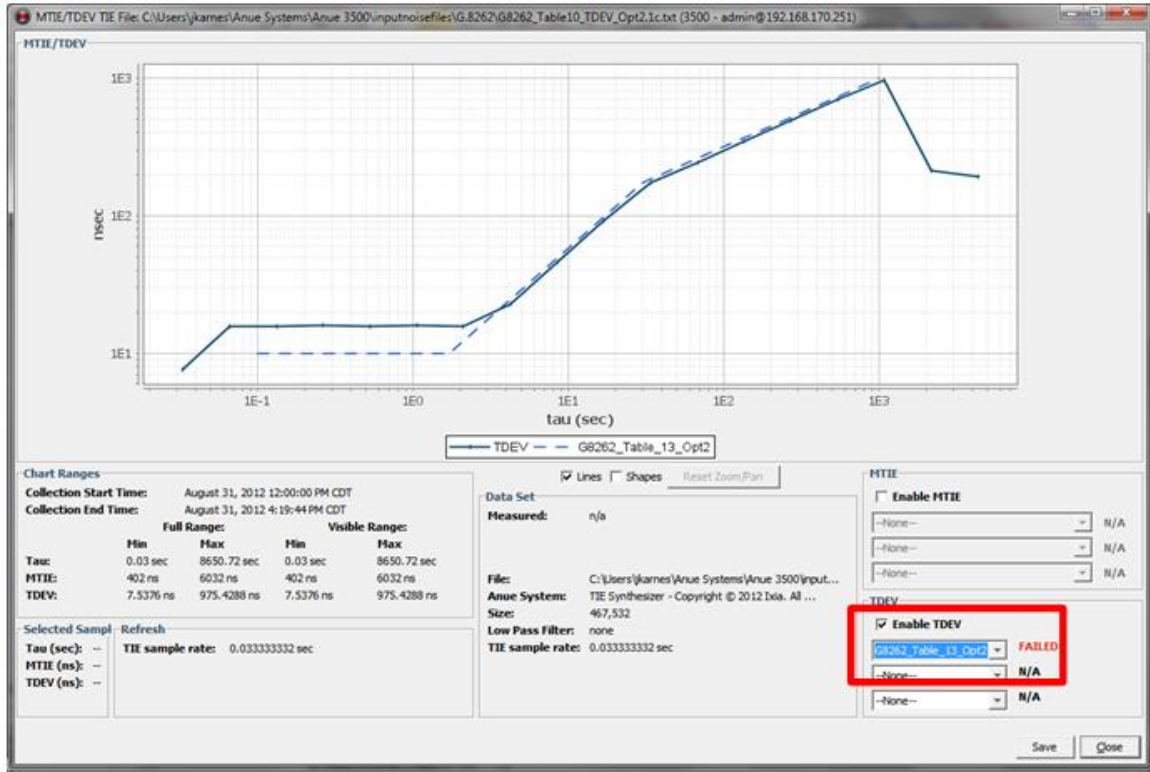 MTIE/TDEV TIE File: C:\Users\jkarnes\Anue Systems\Anue 3500\inputnoisefiles\G.8262\G8262_Table10_TDEV_Opt2.1c.txt (3500 - admin@192.168.170.251)
MTIE/TDEV
1E3
1E2
1E1
nsec
1E-1 1E0 1E1 1E2 1E3
tau (sec)
TDEV G8262_Table_13_Opt2
Lines Shapes Reset Zoom/Pan
Chart Ranges
Collection Start Time: August 31, 2012 12:00:00 PM CDT
Collection End Time: August 31, 2012 4:19:44 PM CDT
Full Range: Visible Range:
Min Max Min Max
Tau: 0.03 sec 8650.72 sec 0.03 sec 8650.72 sec
MTIE: 402 ns 6032 ns 402 ns 6032 ns
TDEV: 7.5376 ns 975.4288 ns 7.5376 ns 975.4288 ns
Selected Sampl
Tau (sec): --
MTIE (ns): --
TDEV (ns): --
Refresh
TIE sample rate: 0.033333332 sec
Data Set
Measured: n/a
File: C:\Users\jkarnes\Anue Systems\Anue 3500\input...
Anue System: TIE Synthesizer - Copyright © 2012 Ixia. All ...
Size: 467,532
Low Pass Filter: none
TIE sample rate: 0.033333332 sec
MTIE
Enable MTIE
--None-- N/A
--None-- N/A
--None-- N/A
TDEV
Enable TDEV
G8262_Table_13_Opt2 FAILED
--None-- N/A
--None-- N/A
Save Close